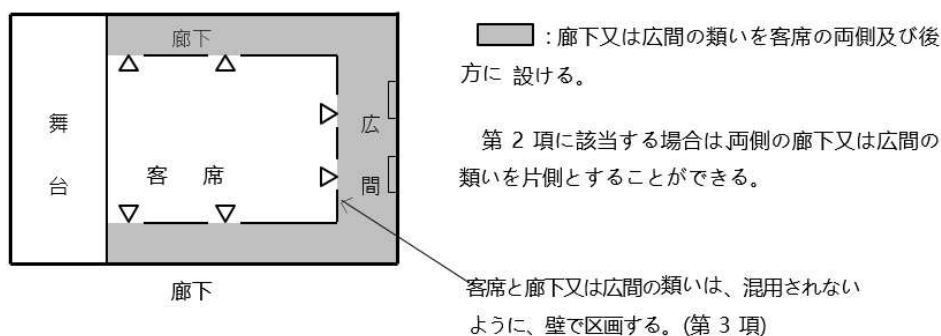 廊下
舞
台
客 席
広
間
廊下
：廊下又は広間の類いを客席の両側及び後
方に 設ける。
第 2 項に該当する場合は、両側の廊下又は広間の
類いを片側とすることができる。
客席と廊下又は広間の類いは、混用されない
ように、壁で区画する。(第 3 項)